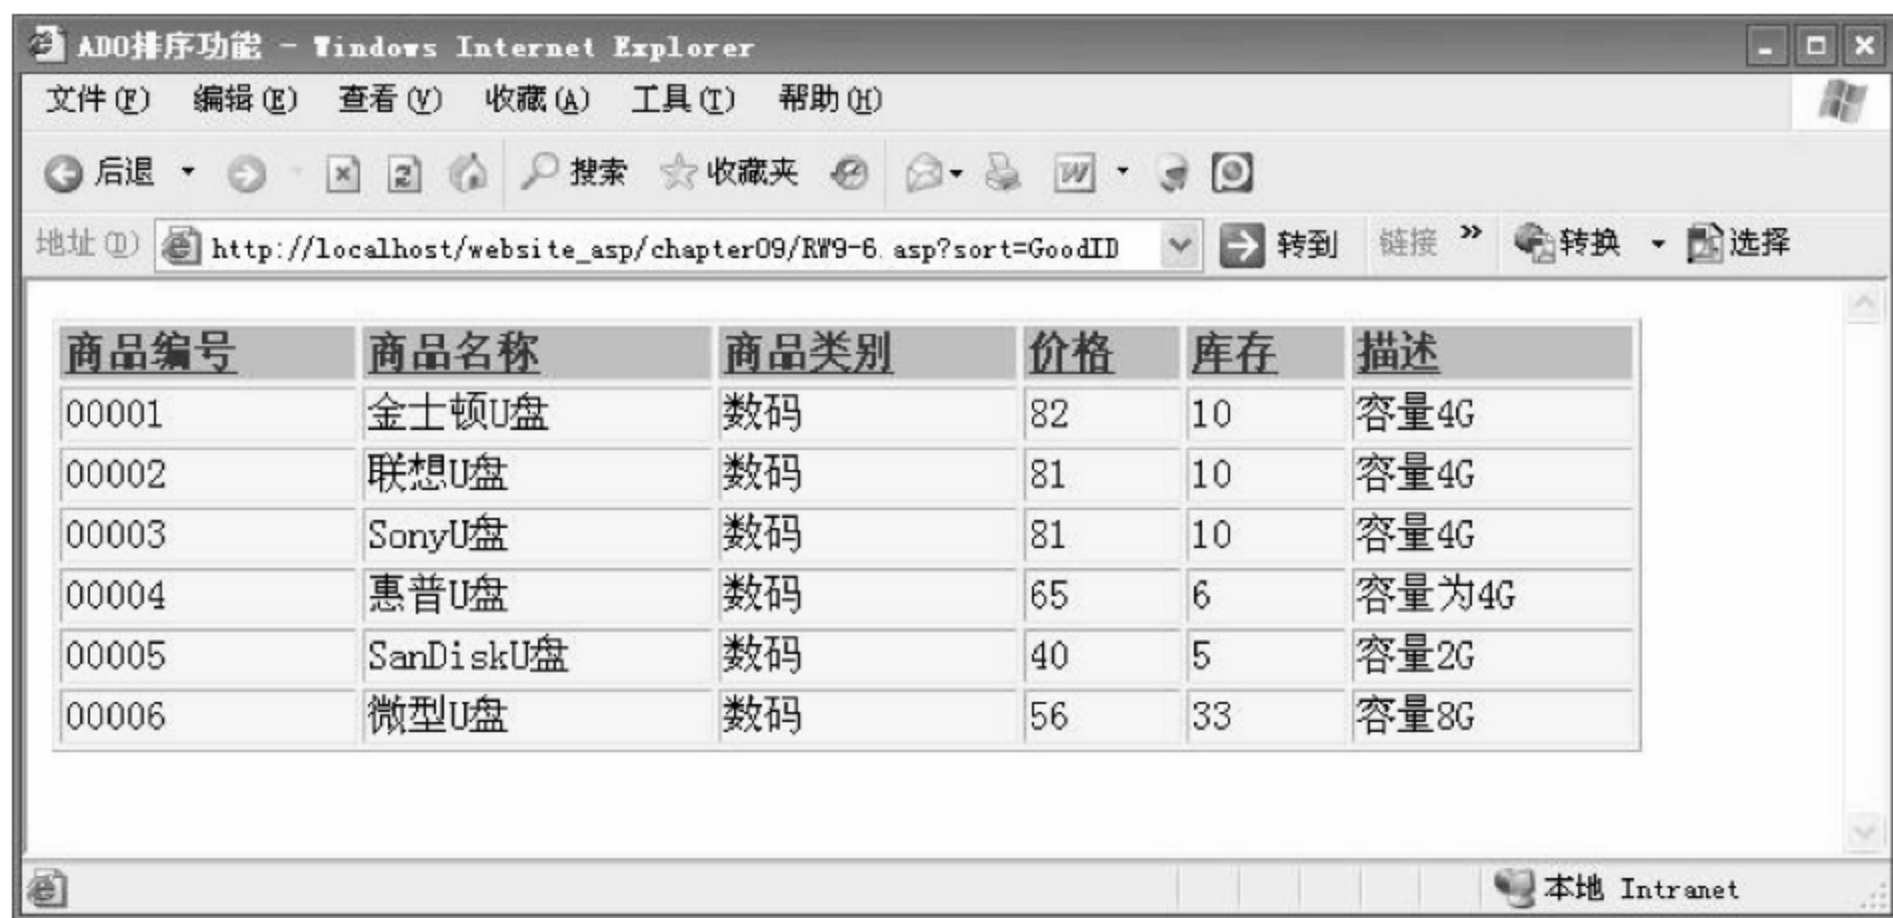 ADO排序功能 - Windows Internet Explorer
文件(F) 编辑(E) 查看(V) 收藏(A) 工具(T) 帮助(H)
后退 搜索 收藏夹 W
地址(D) http://localhost/website_asp/chapter09/RW9-6.asp?sort=GoodID 转到 链接 » 转换 选择
商品编号 商品名称 商品类别 价格 库存 描述
00001 金士顿U盘 数码 82 10 容量4G
00002 联想U盘 数码 81 10 容量4G
00003 SonyU盘 数码 81 10 容量4G
00004 惠普U盘 数码 65 6 容量为4G
00005 SanDiskU盘 数码 40 5 容量2G
00006 微型U盘 数码 56 33 容量8G
本地 Intranet